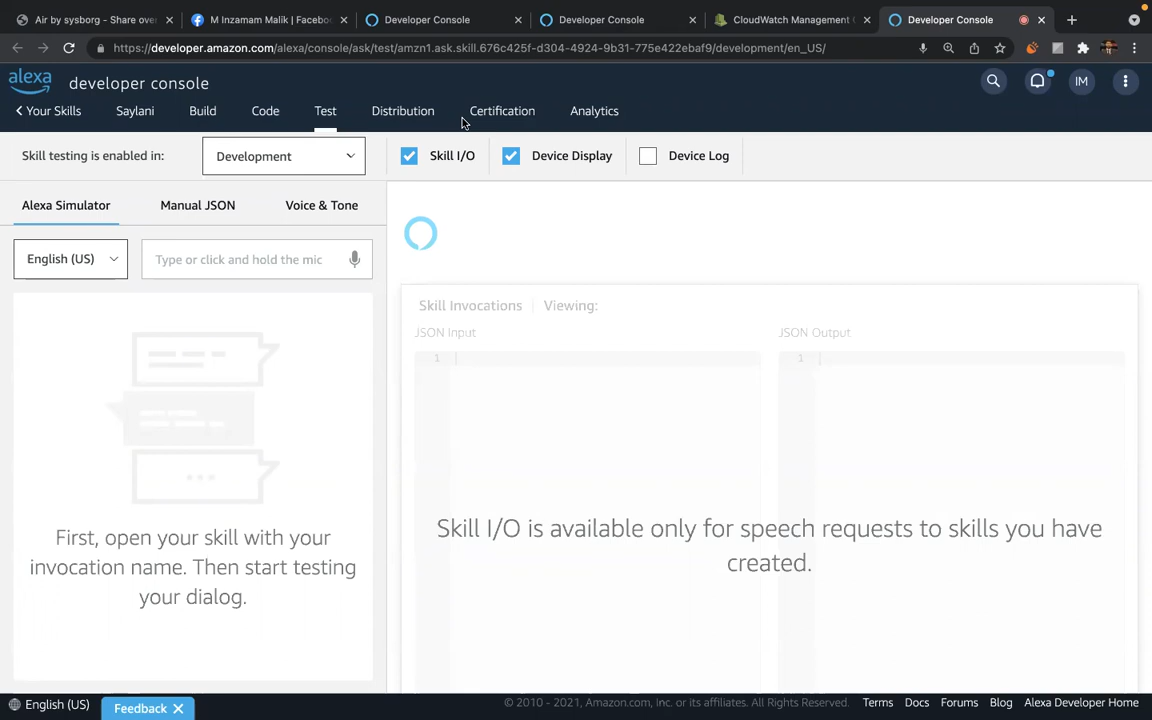 Air by sysborg - Share over
M Inzamam Malik | Facebo
Developer Console
Developer Console
CloudWatch Management C
Developer Console
https://developer.amazon.com/alexa/console/ask/test/amzn1.ask.skill.676c425f-d304-4924-9b31-775e422ebaf9/development/en_US/
alexa
developer console
IM
Your Skills
Saylani
Build
Code
Test
Distribution
Certification
Analytics
Skill testing is enabled in:
Development
Skill I/O
Device Display
Device Log
Alexa Simulator
Manual JSON
Voice & Tone
English (US)
Type or click and hold the mic
Skill Invocations
Viewing:
JSON Input
JSON Output
1
1
First, open your skill with your
invocation name. Then start testing
your dialog.
Skill I/O is available only for speech requests to skills you have
created.
English (US)
Feedback
© 2010 - 2021, Amazon.com, Inc. or its affiliates. All Rights Reserved.
Terms
Docs
Forums
Blog
Alexa Developer Home